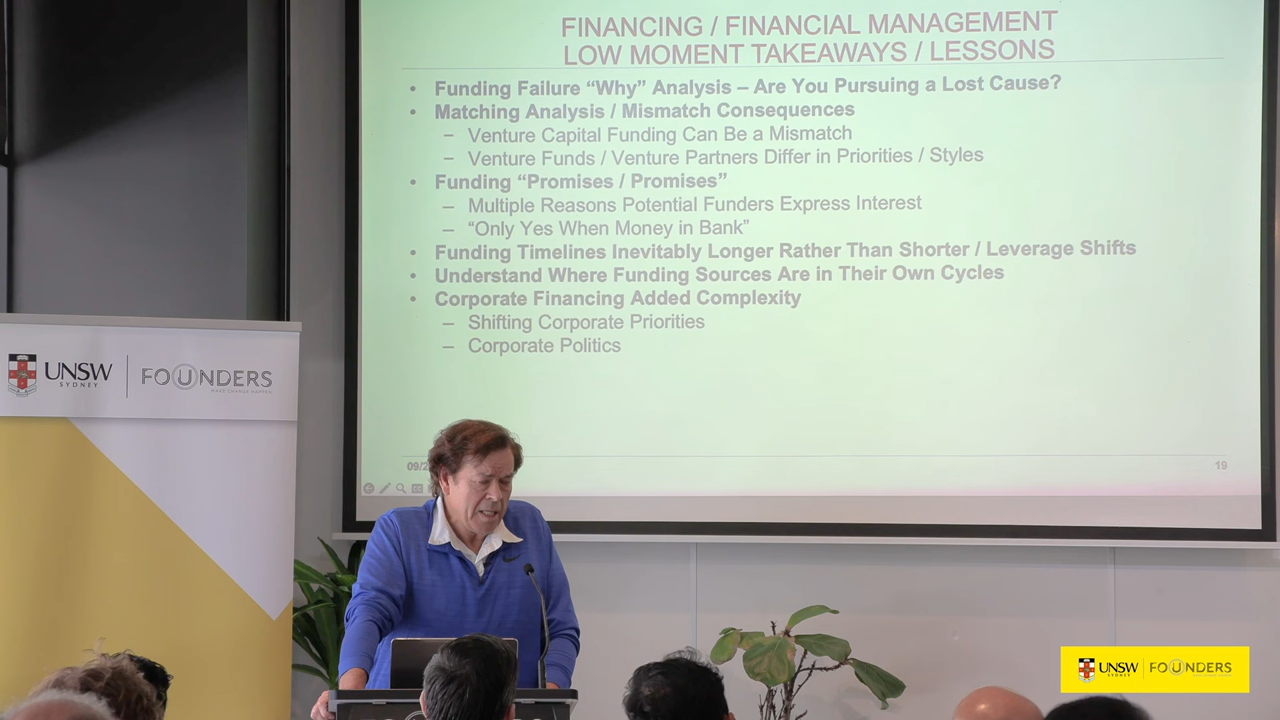 FINANCING / FINANCIAL MANAGEMENT
LOW MOMENT TAKEAWAYS / LESSONS
• Funding Failure “Why” Analysis – Are You Pursuing a Lost Cause?
• Matching Analysis / Mismatch Consequences
– Venture Capital Funding Can Be a Mismatch
– Venture Funds / Venture Partners Differ in Priorities / Styles
• Funding “Promises / Promises”
– Multiple Reasons Potential Funders Express Interest
– “Only Yes When Money in Bank”
• Funding Timelines Inevitably Longer Rather Than Shorter / Leverage Shifts
• Understand Where Funding Sources Are in Their Own Cycles
• Corporate Financing Added Complexity
– Shifting Corporate Priorities
– Corporate Politics
19
UNSW
SYDNEY
FOUNDERS
MAKE CHANGE HAPPEN
UNSW
SYDNEY
FOUNDERS